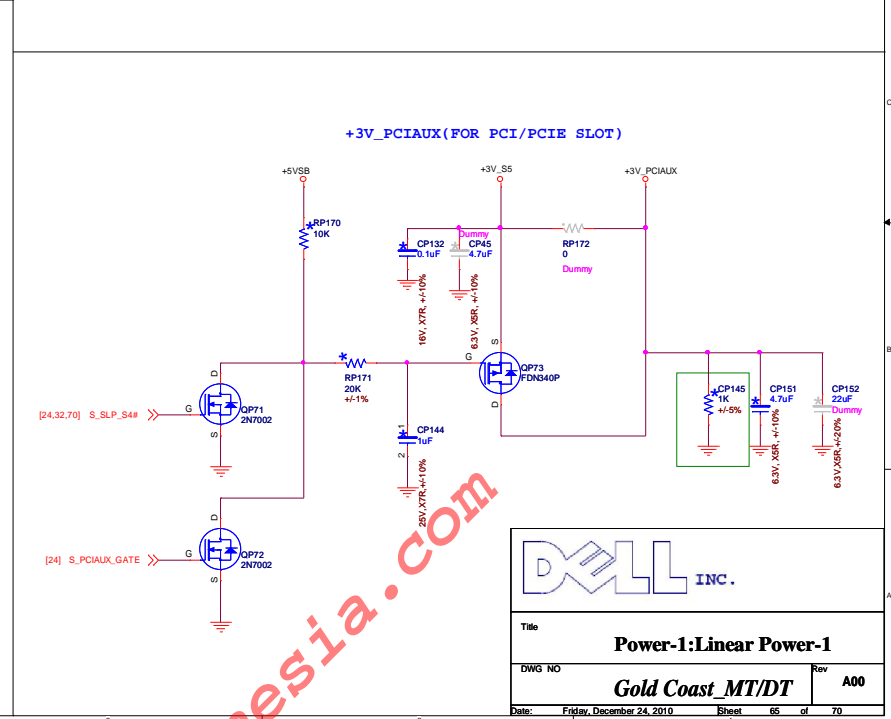 +3V_PCIAUX(FOR PCI/PCIE SLOT)
+5VSB
+3V_S5
+3V_PCIAUX
C
RP170
10K
CP132
0.1uF
16V, X7R, +/-10%
Dummy
CP45
4.7uF
6.3V, X5R, +/-10%
RP172
0
Dummy
B
S
G
D
QP73
FDN340P
RP171
20K
+/-1%
[24,32,70] S_SLP_S4#
D
G
S
QP71
2N7002
CP144
1uF
1
2
25V,X7R,+/-10%
CP145
1K
+/-5%
CP151
4.7uF
6.3V, X5R, +/-10%
CP152
22uF
Dummy
6.3V,X5R,+/-20%
[24] S_PCIAUX_GATE
D
G
S
QP72
2N7002
A
esia.com
DELL INC.
Title
Power-1:Linear Power-1
DWG NO
Gold Coast_MT/DT
Rev
A00
Date: Friday, December 24, 2010 Sheet 65 of 70